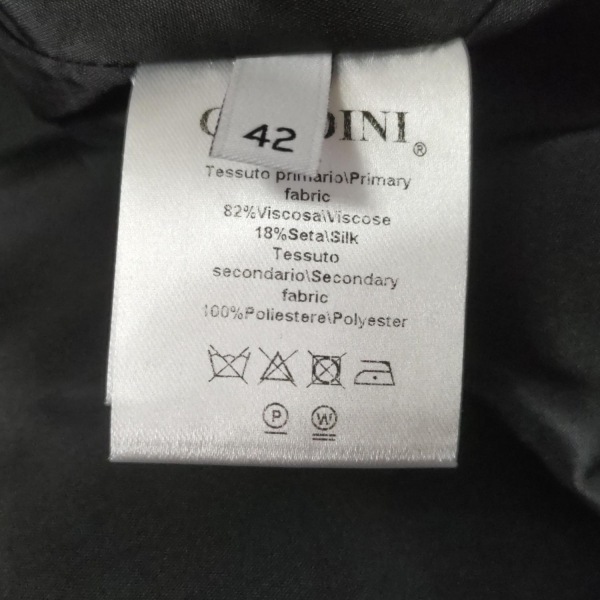 42
®
Tessuto primario\Primary
fabric
82%Viscosa\Viscose
18%Seta\Silk
Tessuto
secondario\Secondary
fabric
100%Poliestere\Polyester
P
W